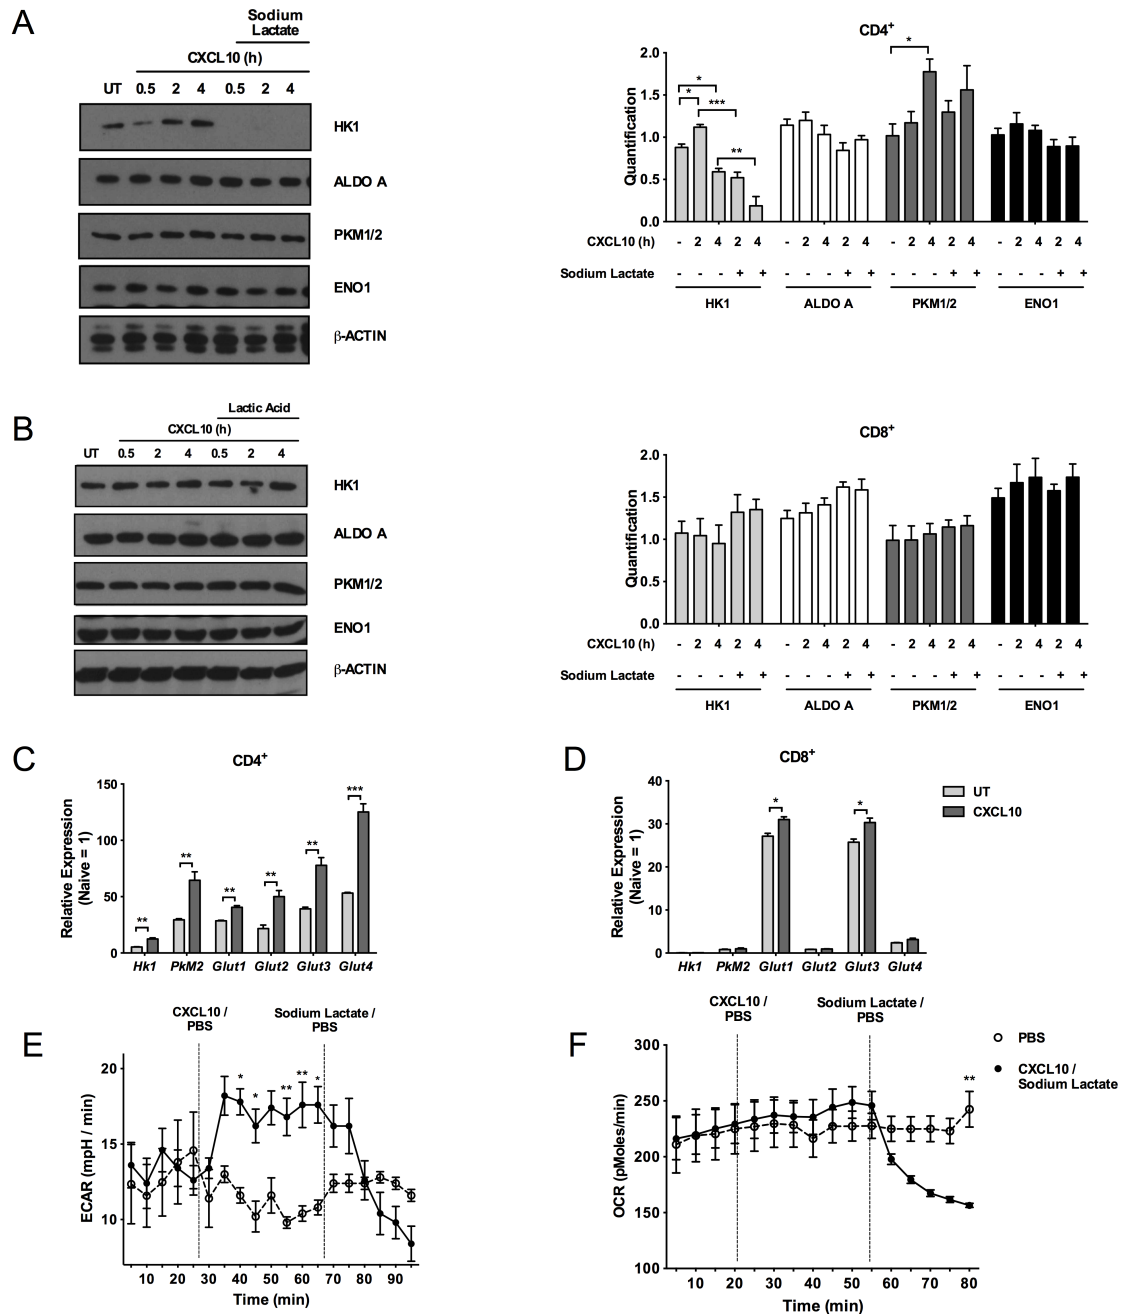 A
Sodium
Lactate
CXCL10 (h)
UT 0.5 2 4 0.5 2 4
HK1
ALDO A
PKM1/2
ENO1
β-ACTIN
CD4+
* * *** ** *
Quantification
2.0
1.5
1.0
0.5
0.0
CXCL10 (h) - 2 4 2 4 - 2 4 2 4 - 2 4 2 4 - 2 4 2 4
Sodium Lactate - - - + + - - - + + - - - + + - - - + +
HK1 ALDO A PKM1/2 ENO1
B
Lactic Acid
CXCL10 (h)
UT 0.5 2 4 0.5 2 4
HK1
ALDO A
PKM1/2
ENO1
β-ACTIN
CD8+
Quantification
2.0
1.5
1.0
0.5
0.0
CXCL10 (h) - 2 4 2 4 - 2 4 2 4 - 2 4 2 4 - 2 4 2 4
Sodium Lactate - - - + + - - - + + - - - + + - - - + +
HK1 ALDO A PKM1/2 ENO1
C
CD4+
Relative Expression
(Naive = 1)
150
100
50
0
** ** ** ** ** ***
Hk1 PkM2 Glut1 Glut2 Glut3 Glut4
D
CD8+
Relative Expression
(Naive = 1)
40
30
20
10
0
* *
Hk1 PkM2 Glut1 Glut2 Glut3 Glut4
UT
CXCL10
E
CXCL10 /
PBS
Sodium Lactate /
PBS
ECAR (mpH / min)
20
15
10
* * ** ** *
10 20 30 40 50 60 70 80 90
Time (min)
F
CXCL10 /
PBS
Sodium Lactate /
PBS
OCR (pMoles/min)
300
250
200
150
100
**
10 20 30 40 50 60 70 80
Time (min)
PBS
CXCL10 /
Sodium Lactate